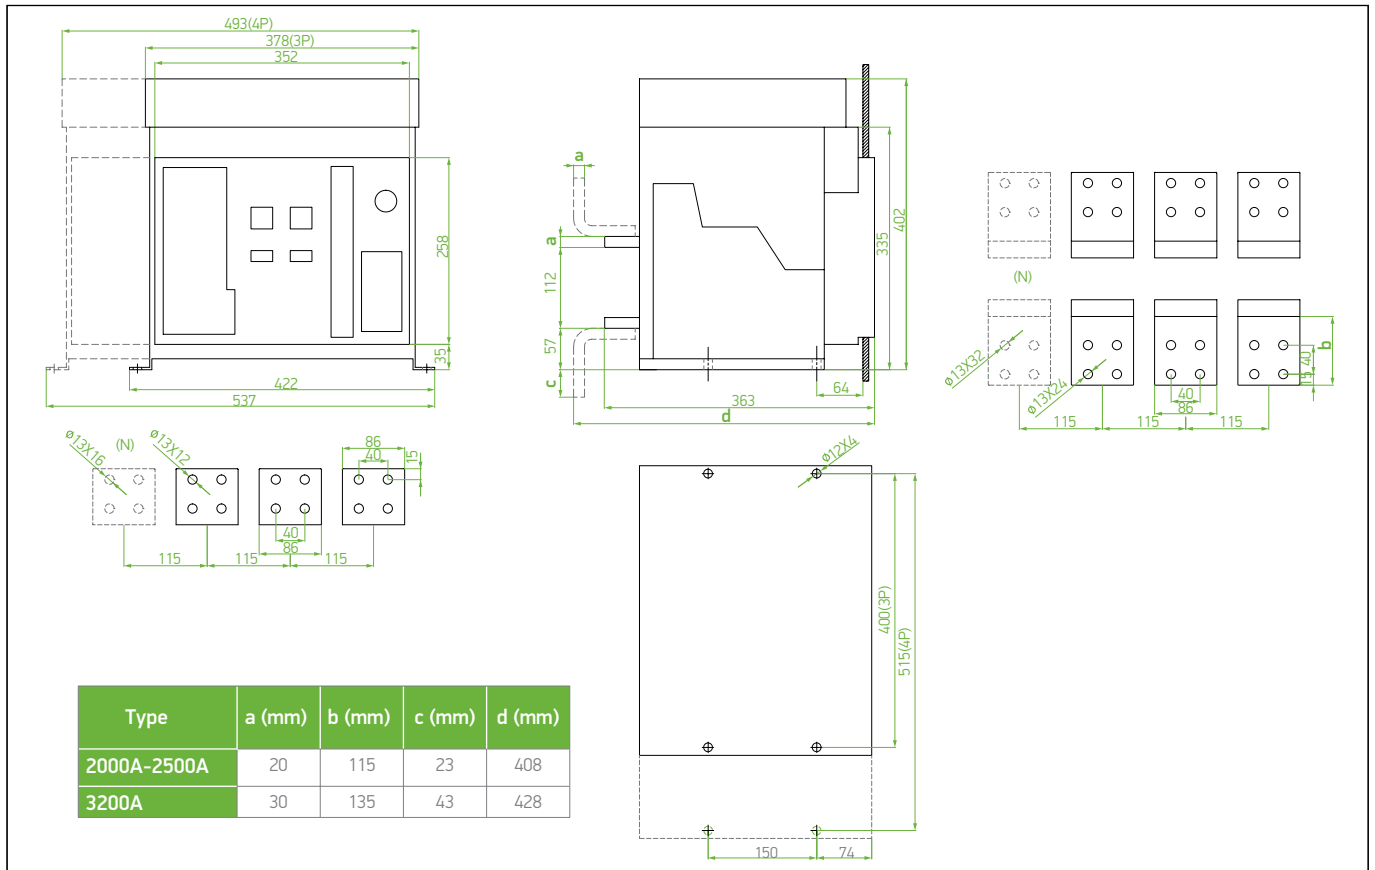 493(4P)
378(3P)
352
258
35
422
537
a
a
112
57
c
402
335
64
363
d
(N)
ø13X32
ø13X24
40
86
115
115
115
40
15
b
ø13X16
(N)
ø13X12
86
40
15
40
86
115
115
115
ø12X4
400(3P)
515(4P)
150
74
Type a (mm) b (mm) c (mm) d (mm)
2000A-2500A 20 115 23 408
3200A 30 135 43 428